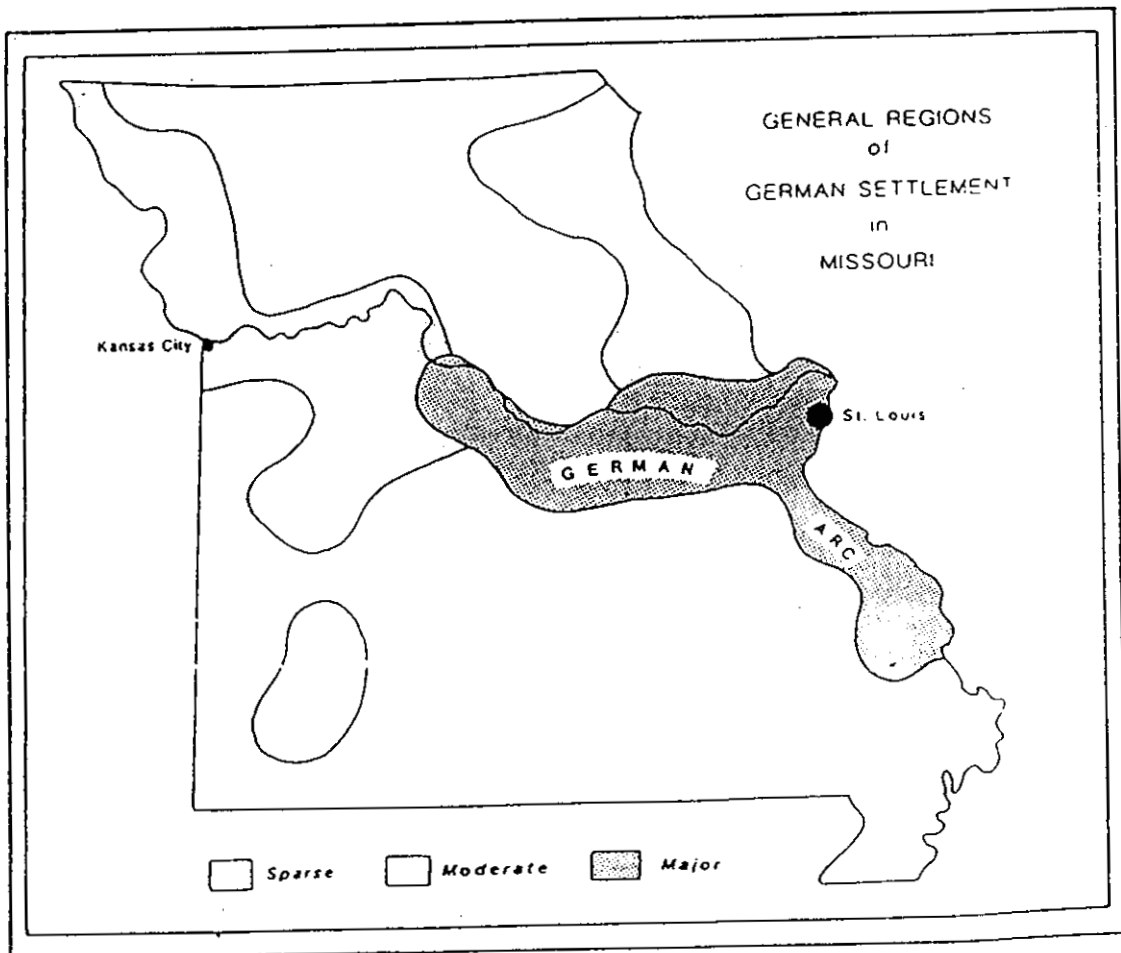 GENERAL REGIONS
of
GERMAN SETTLEMENT
in
MISSOURI
Kansas City
St. Louis
GERMAN
ARC
Sparse
Moderate
Major